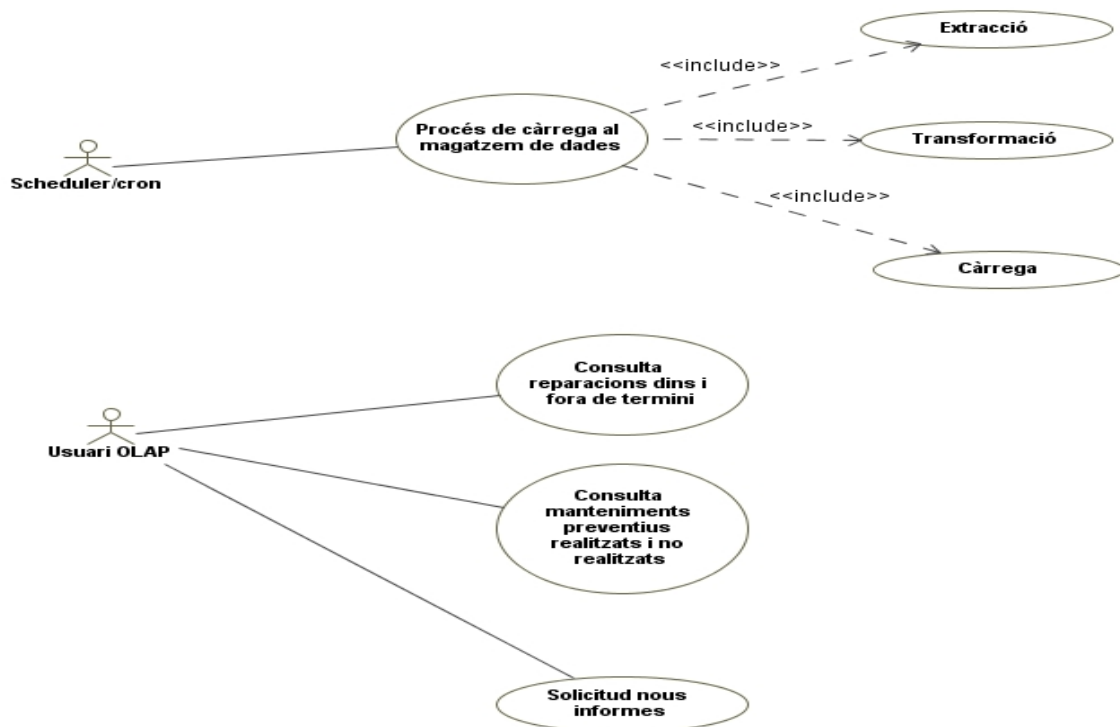 Extracció
<<include>>
Procés de càrrega al
magatzem de dades
<<include>>
Transformació
Scheduler/cron
<<include>>
Càrrega
Consulta
reparacions dins i
fora de termini
Usuari OLAP
Consulta
manteniments
preventius
realitzats i no
realitzats
Solicitud nous
informes